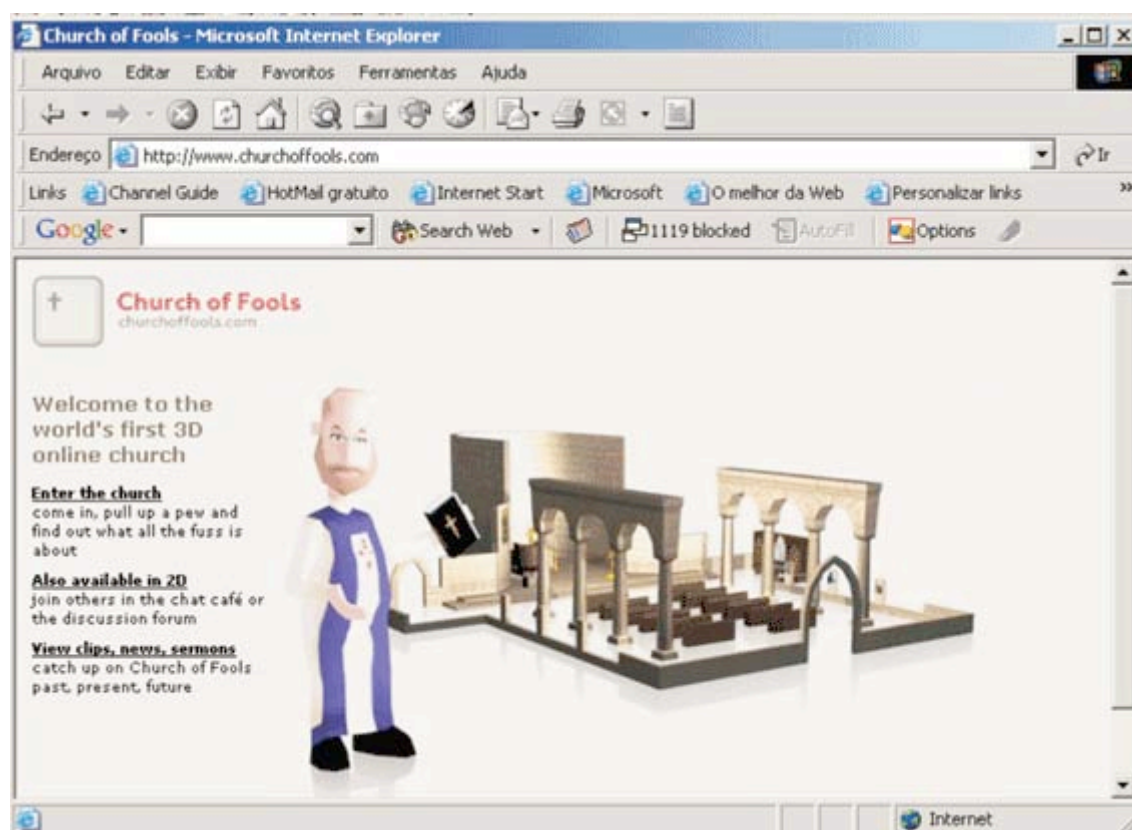 Church of Fools - Microsoft Internet Explorer
Arquivo Editar Exibir Favoritos Ferramentas Ajuda
Endereço http://www.churchoffools.com Ir
Links Channel Guide HotMail gratuito Internet Start Microsoft O melhor da Web Personalizar links »
Google Search Web 1119 blocked AutoFill Options
Church of Fools
churchoffools.com
Welcome to the
world's first 3D
online church
Enter the church
come in, pull up a pew and
find out what all the fuss is
about
Also available in 2D
join others in the chat café or
the discussion forum
View clips, news, sermons
catch up on Church of Fools
past, present, future
Internet